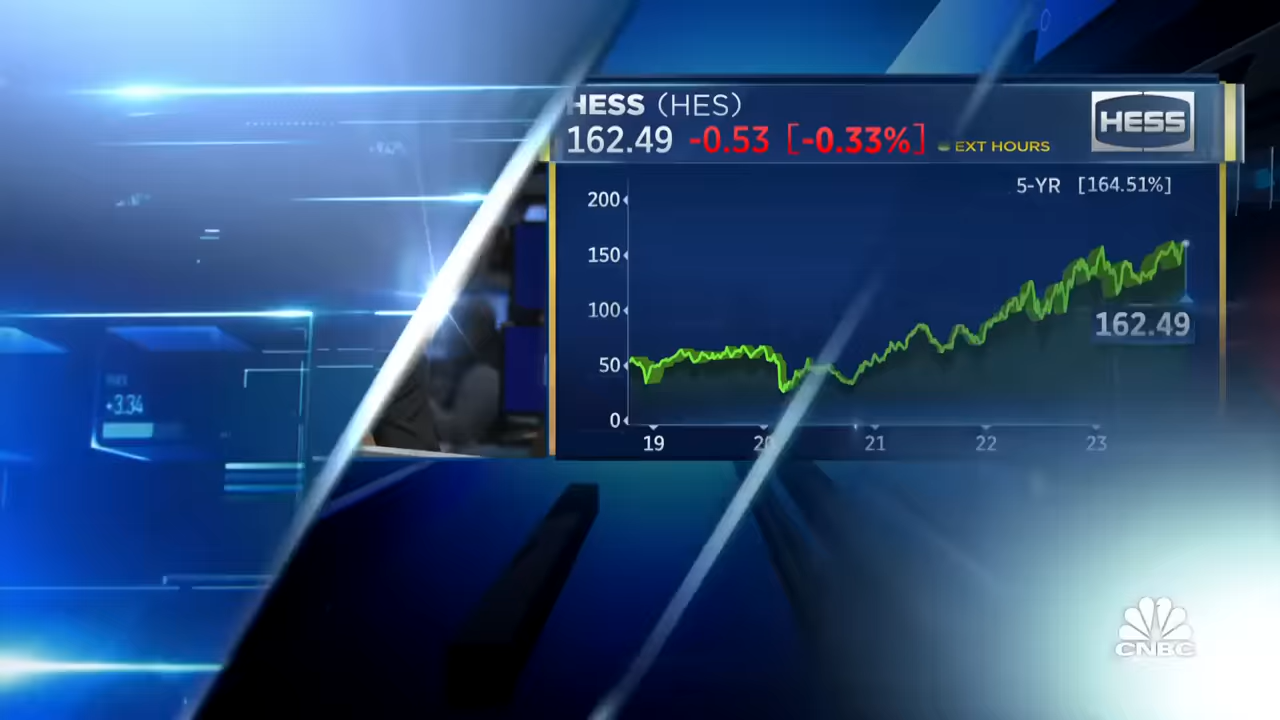 HESS (HES)
162.49 -0.53 [-0.33%] EXT HOURS
HESS
5-YR [164.51%]
200
150
100
50
0
162.49
19 20 21 22 23
+3.34
CNBC